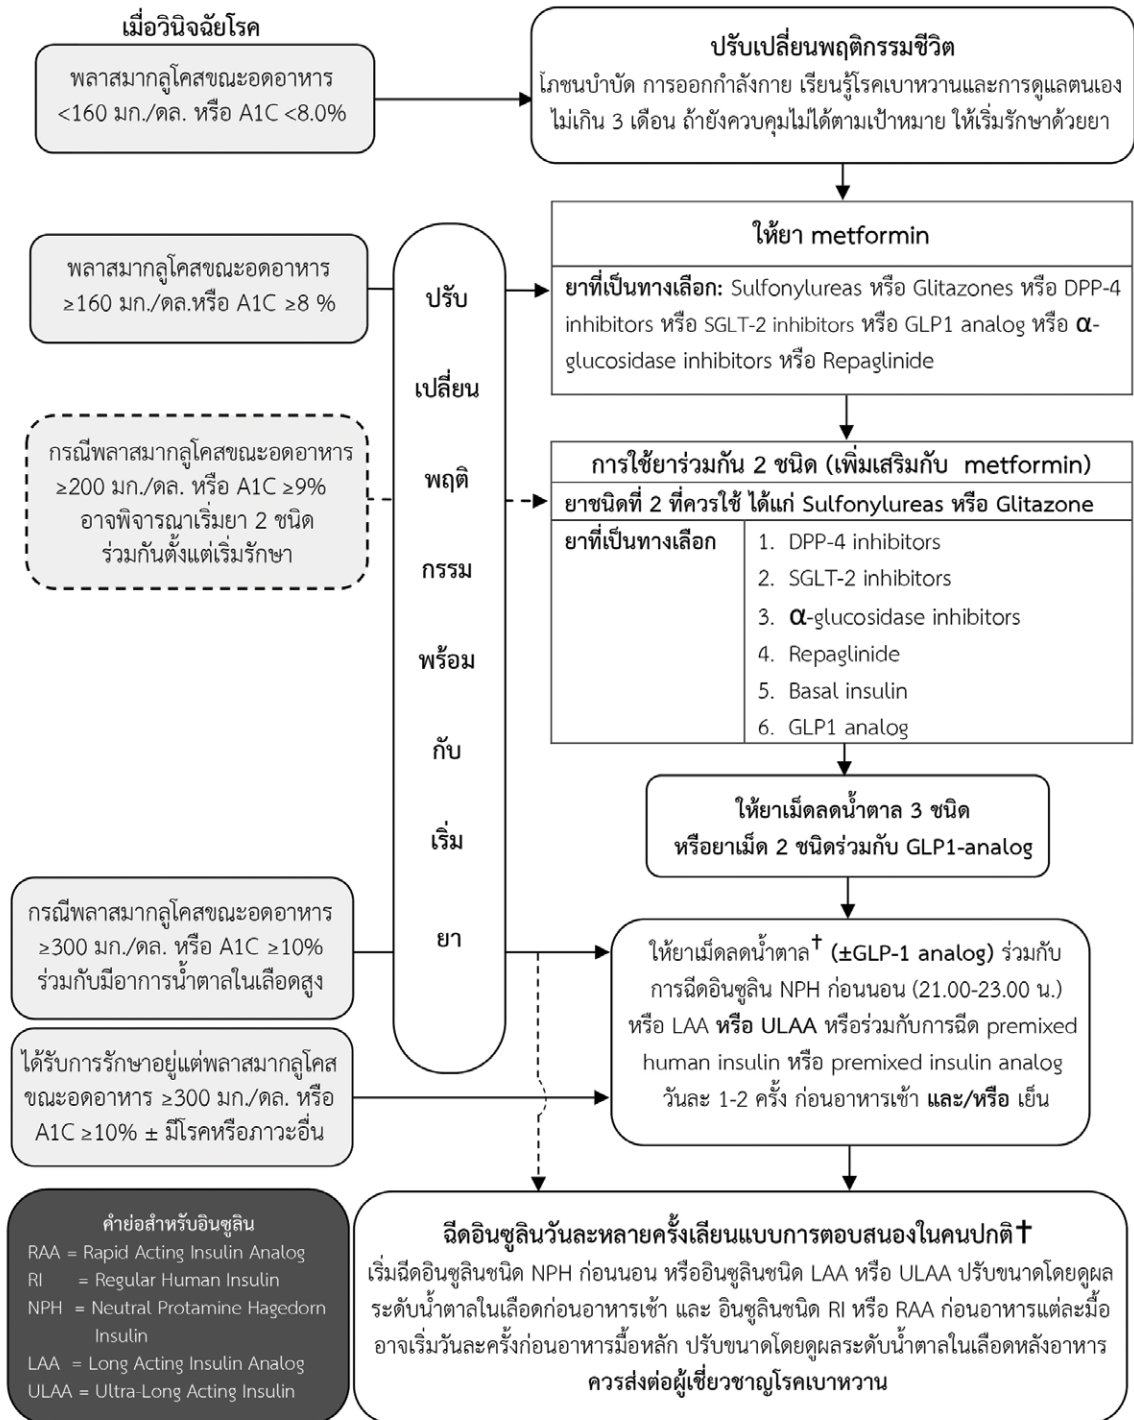 เมื่อวินิจฉัยโรค
พลาสมากลูโคสขณะอดอาหาร
<160 มก./ดล. หรือ A1C <8.0%
ปรับเปลี่ยนพฤติกรรมชีวิต
โภชนบำบัด การออกกำลังกาย เรียนรู้โรคเบาหวานและการดูแลตนเอง
ไม่เกิน 3 เดือน ถ้ายังควบคุมไม่ได้ตามเป้าหมาย ให้เริ่มรักษาด้วยยา
พลาสมากลูโคสขณะอดอาหาร
≥160 มก./ดล.หรือ A1C ≥8 %
ปรับ
เปลี่ยน
พฤติ
กรรม
พร้อม
กับ
เริ่ม
ยา
ให้ยา metformin
ยาที่เป็นทางเลือก: Sulfonylureas หรือ Glitazones หรือ DPP-4
inhibitors หรือ SGLT-2 inhibitors หรือ GLP1 analog หรือ α-
glucosidase inhibitors หรือ Repaglinide
กรณีพลาสมากลูโคสขณะอดอาหาร
≥200 มก./ดล. หรือ A1C ≥9%
อาจพิจารณาเริ่มยา 2 ชนิด
ร่วมกันตั้งแต่เริ่มรักษา
การใช้ยาร่วมกัน 2 ชนิด (เพิ่มเสริมกับ metformin)
ยาชนิดที่ 2 ที่ควรใช้ ได้แก่ Sulfonylureas หรือ Glitazone
ยาที่เป็นทางเลือก
1. DPP-4 inhibitors
2. SGLT-2 inhibitors
3. α-glucosidase inhibitors
4. Repaglinide
5. Basal insulin
6. GLP1 analog
ให้ยาเม็ดลดน้ำตาล 3 ชนิด
หรือยาเม็ด 2 ชนิดร่วมกับ GLP1-analog
กรณีพลาสมากลูโคสขณะอดอาหาร
≥300 มก./ดล. หรือ A1C ≥10%
ร่วมกับมีอาการน้ำตาลในเลือดสูง
ให้ยาเม็ดลดน้ำตาล† (±GLP-1 analog) ร่วมกับ
การฉีดอินซูลิน NPH ก่อนนอน (21.00-23.00 น.)
หรือ LAA หรือ ULAA หรือร่วมกับการฉีด premixed
human insulin หรือ premixed insulin analog
วันละ 1-2 ครั้ง ก่อนอาหารเช้า และ/หรือ เย็น
ได้รับการรักษาอยู่แต่พลาสมากลูโคส
ขณะอดอาหาร ≥300 มก./ดล. หรือ
A1C ≥10% ± มีโรคหรือภาวะอื่น
คำย่อสำหรับอินซูลิน
RAA = Rapid Acting Insulin Analog
RI = Regular Human Insulin
NPH = Neutral Protamine Hagedorn
Insulin
LAA = Long Acting Insulin Analog
ULAA = Ultra-Long Acting Insulin
ฉีดอินซูลินวันละหลายครั้งเลียนแบบการตอบสนองในคนปกติ†
เริ่มฉีดอินซูลินชนิด NPH ก่อนนอน หรืออินซูลินชนิด LAA หรือ ULAA ปรับขนาดโดยดูผล
ระดับน้ำตาลในเลือดก่อนอาหารเช้า และ อินซูลินชนิด RI หรือ RAA ก่อนอาหารแต่ละมื้อ
อาจเริ่มวันละครั้งก่อนอาหารมื้อหลัก ปรับขนาดโดยดูผลระดับน้ำตาลในเลือดหลังอาหาร
ควรส่งต่อผู้เชี่ยวชาญโรคเบาหวาน